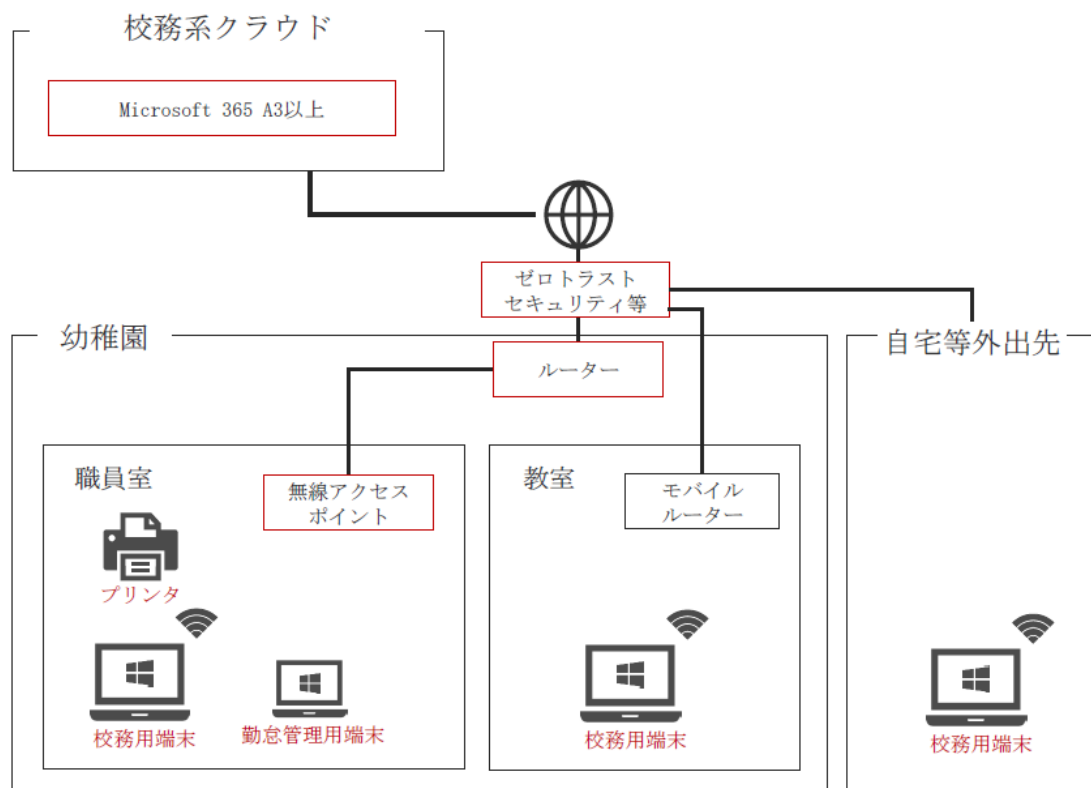 校務系クラウド
Microsoft 365 A3以上
ゼロトラスト
セキュリティ等
幼稚園
ルーター
自宅等外出先
職員室
無線アクセス
ポイント
教室
モバイル
ルーター
プリンタ
校務用端末
勤怠管理用端末
校務用端末
校務用端末